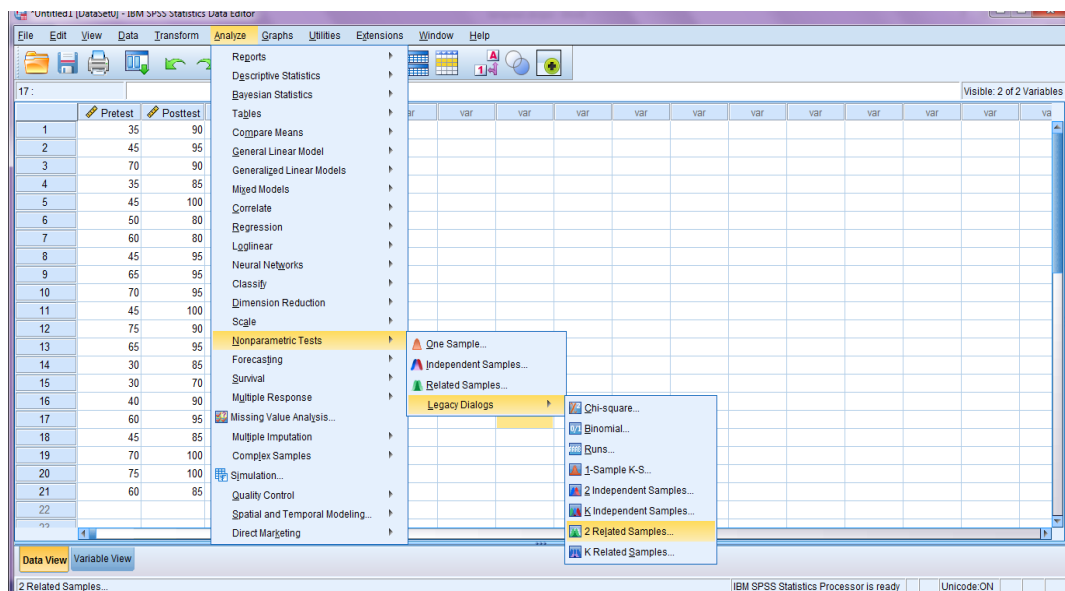 *Untitled1 [DataSet0] - IBM SPSS Statistics Data Editor
File Edit View Data Transform Analyze Graphs Utilities Extensions Window Help
17 :
Visible: 2 of 2 Variables
Pretest Posttest ar var var var var var var var var var var va
1 35 90
2 45 95
3 70 90
4 35 85
5 45 100
6 50 80
7 60 80
8 45 95
9 65 95
10 70 95
11 45 100
12 75 90
13 65 95
14 30 85
15 30 70
16 40 90
17 60 95
18 45 85
19 70 100
20 75 100
21 60 85
22
23
Reports
Descriptive Statistics
Bayesian Statistics
Tables
Compare Means
General Linear Model
Generalized Linear Models
Mixed Models
Correlate
Regression
Loglinear
Neural Networks
Classify
Dimension Reduction
Scale
Nonparametric Tests
Forecasting
Survival
Multiple Response
Missing Value Analysis...
Multiple Imputation
Complex Samples
Simulation...
Quality Control
Spatial and Temporal Modeling...
Direct Marketing
One Sample...
Independent Samples...
Related Samples...
Legacy Dialogs
Chi-square...
Binomial...
Runs...
1-Sample K-S...
2 Independent Samples...
K Independent Samples...
2 Related Samples...
K Related Samples...
Data View Variable View
2 Related Samples...
IBM SPSS Statistics Processor is ready
Unicode:ON